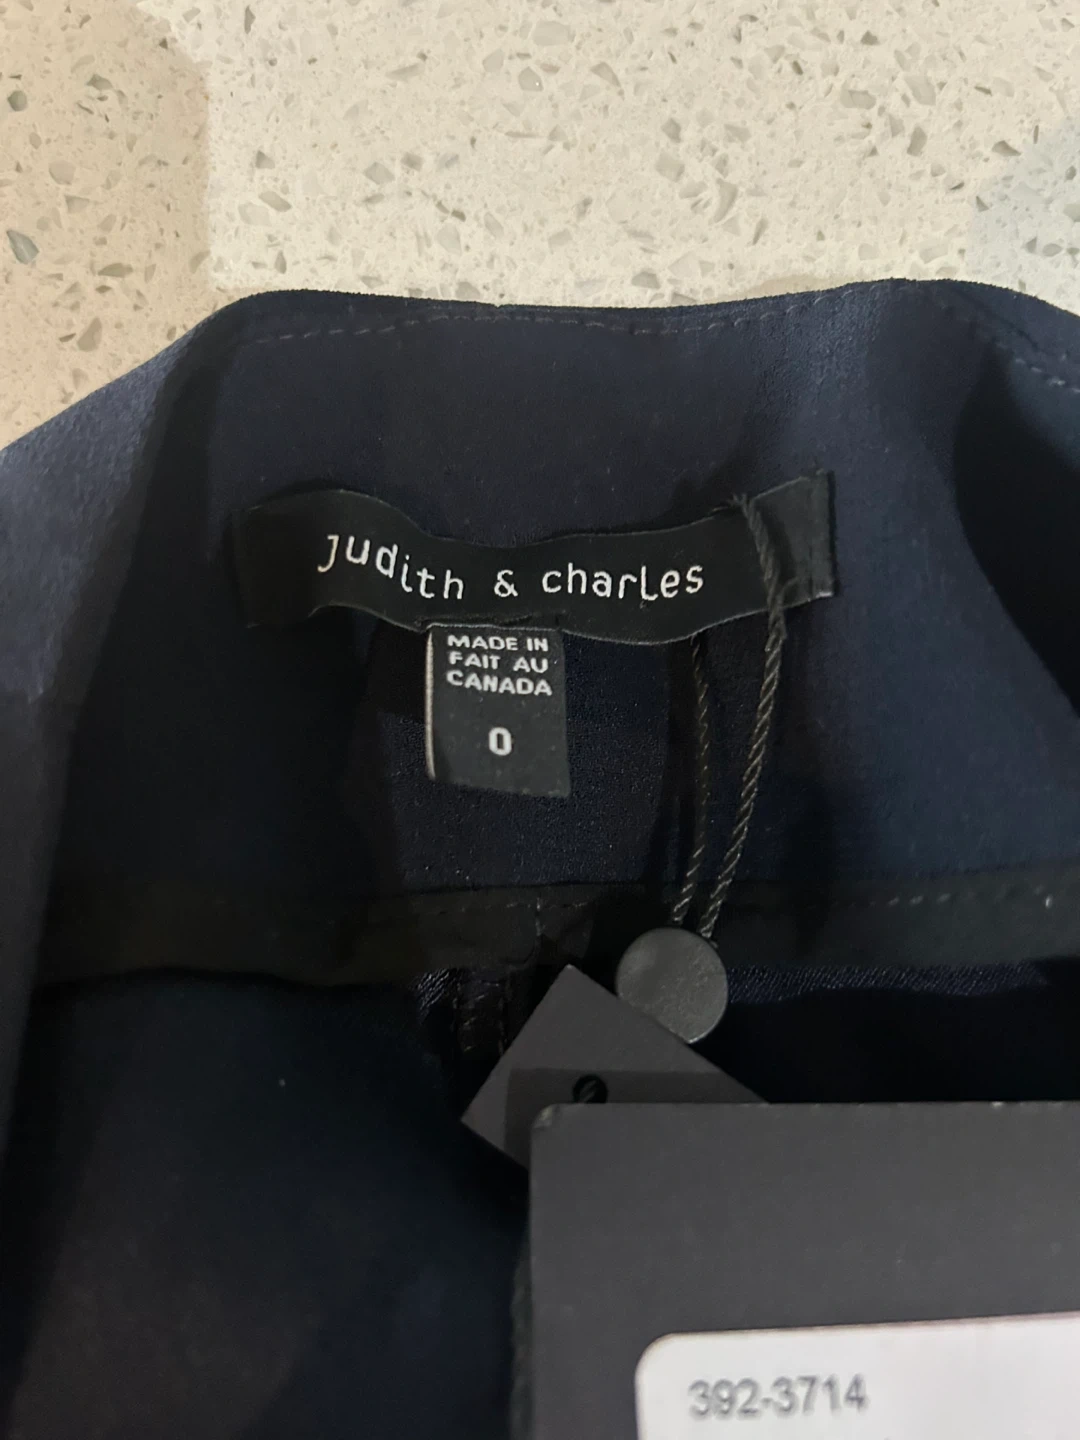 judith & charles
MADE IN
FAIT AU
CANADA
0
392-3714